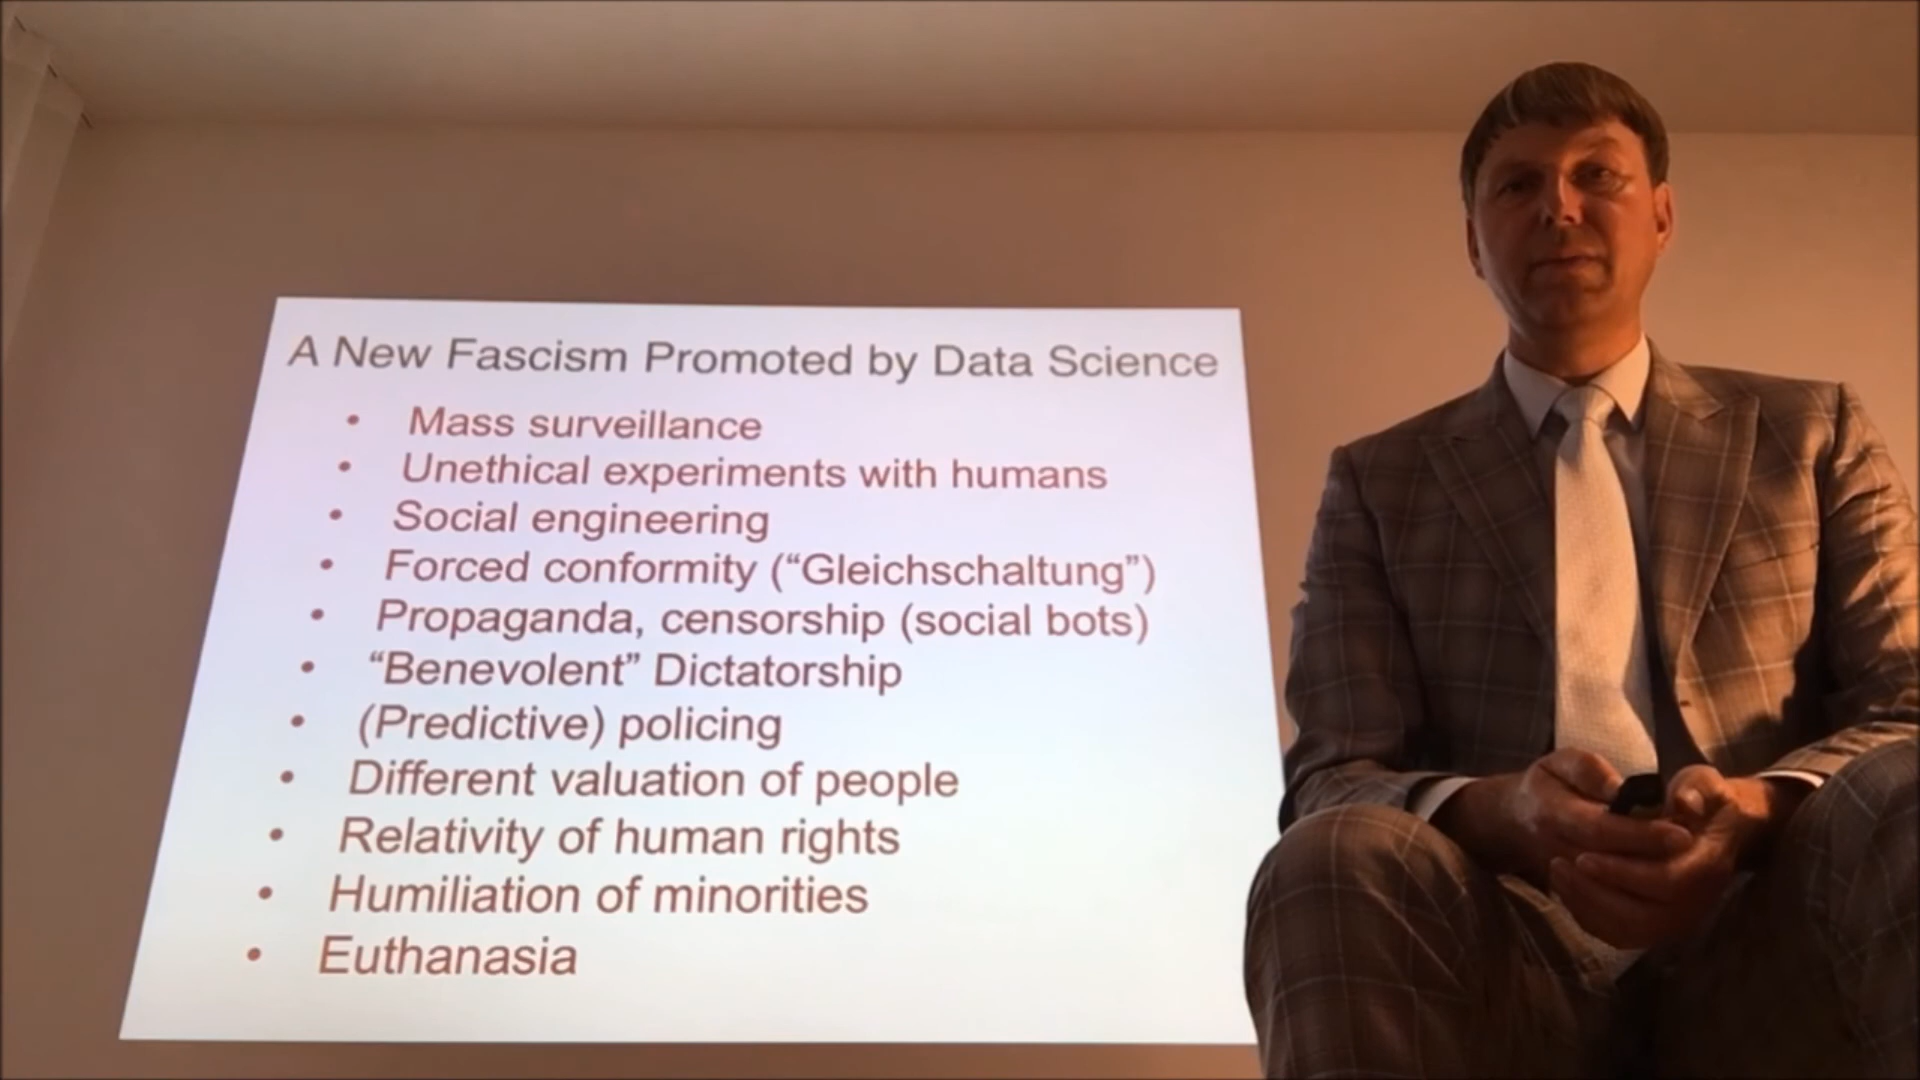 A New Fascism Promoted by Data Science
• Mass surveillance
• Unethical experiments with humans
• Social engineering
• Forced conformity (“Gleichschaltung”)
• Propaganda, censorship (social bots)
• “Benevolent” Dictatorship
• (Predictive) policing
• Different valuation of people
• Relativity of human rights
• Humiliation of minorities
• Euthanasia